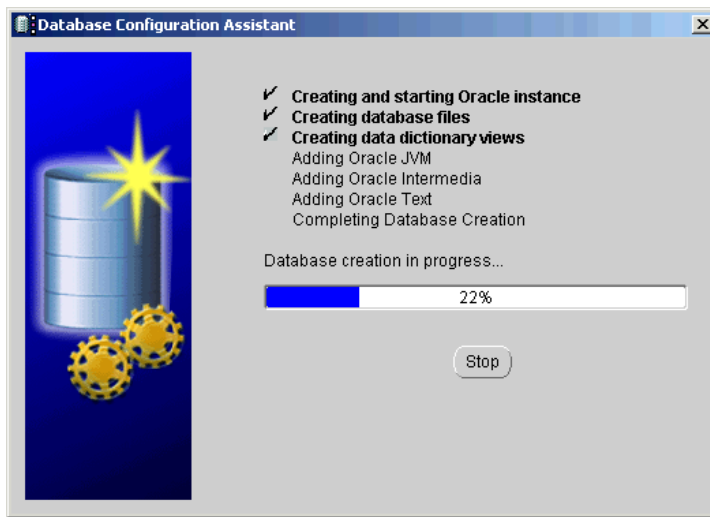 Database Configuration Assistant
Creating and starting Oracle instance
Creating database files
Creating data dictionary views
Adding Oracle JVM
Adding Oracle Intermedia
Adding Oracle Text
Completing Database Creation
Database creation in progress...
22%
Stop